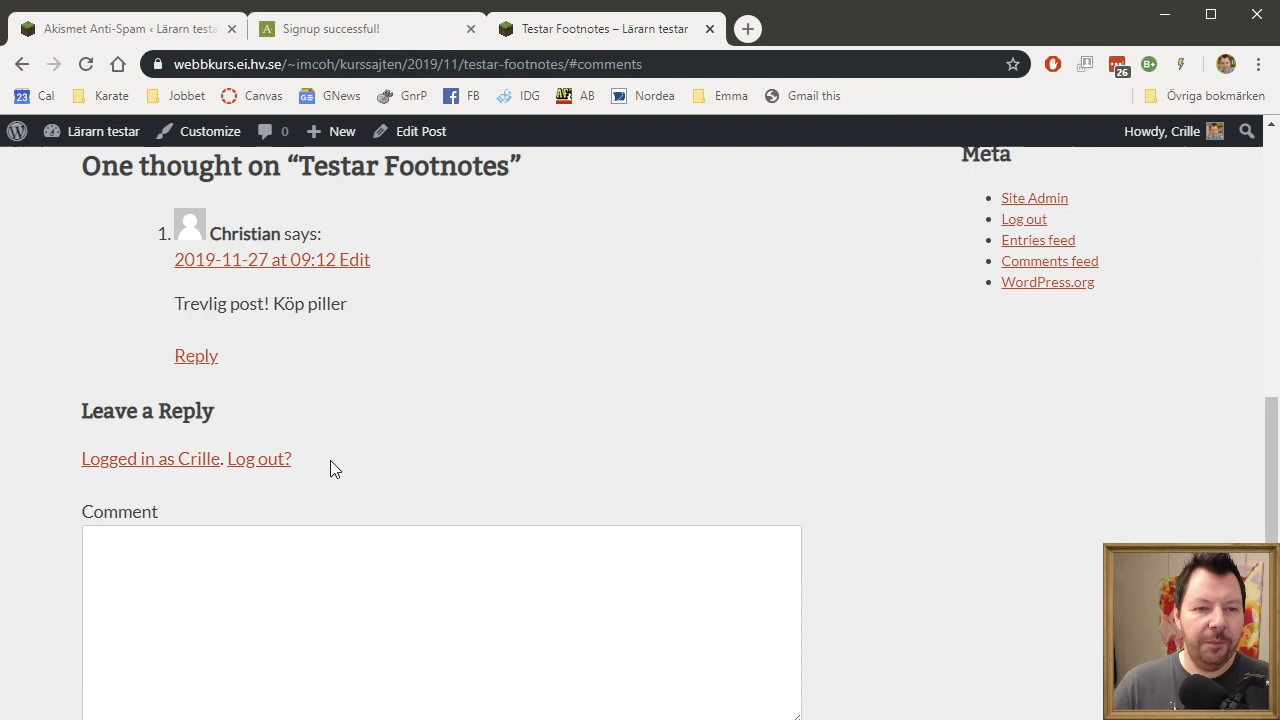 Akismet Anti-Spam ‹ Lärarn testa
Signup successful!
Testar Footnotes – Lärarn testar
webbkurs.ei.hv.se/~imcoh/kurssajten/2019/11/testar-footnotes/#comments
26
23 Cal
Karate
Jobbet
Canvas
GNews
GnrP
FB
IDG
AB
Nordea
Emma
Gmail this
Övriga bokmärken
Lärarn testar
Customize
0
New
Edit Post
Howdy, Crille
One thought on “Testar Footnotes”
1. Christian says:
2019-11-27 at 09:12 Edit
Trevlig post! Köp piller
Reply
Leave a Reply
Logged in as Crille. Log out?
Comment
Meta
Site Admin
Log out
Entries feed
Comments feed
WordPress.org